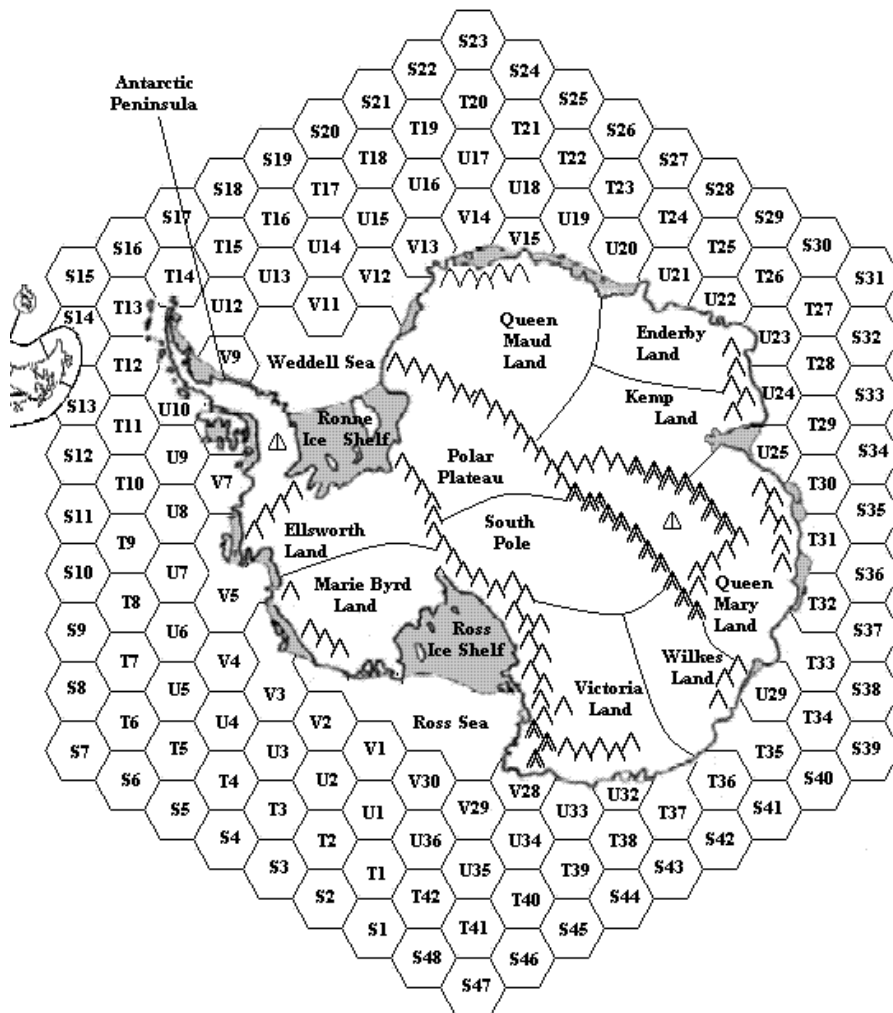 S23
S22
S24
Antarctic
Peninsula
S21
T20
S25
S20
T19
T21
S26
S19
T18
U17
T22
S27
S18
T17
U16
U18
T23
S28
S17
T16
U15
V14
U19
T24
S29
S16
T15
U14
V13
V15
U20
T25
S30
S15
T14
U13
V12
U21
T26
S31
S14
T13
U12
V11
U22
T27
Queen
Maud
Land
Enderby
Land
U23
S32
T12
V9
Weddell Sea
T28
Kemp
Land
U24
S33
S13
T11
U10
Ronne
Ice Shelf
T29
S12
U9
Polar
Plateau
U25
S34
T10
V7
T30
S11
U8
Ellsworth
Land
South
Pole
S35
T9
T31
S10
U7
Marie Byrd
Land
Queen
Mary
Land
S36
T8
V5
T32
S9
U6
Ross
Ice Shelf
S37
T7
V4
Wilkes
Land
T33
S8
U5
V3
Victoria
Land
U29
S38
T6
U4
V2
Ross Sea
T34
S7
T5
U3
V1
T35
S39
S6
T4
U2
V30
V28
U32
T36
S40
S5
T3
U1
V29
U33
T37
S41
S4
T2
U36
U34
T38
S42
S3
T1
U35
T39
S43
S2
T42
T40
S44
S1
T41
S45
S48
S46
S47